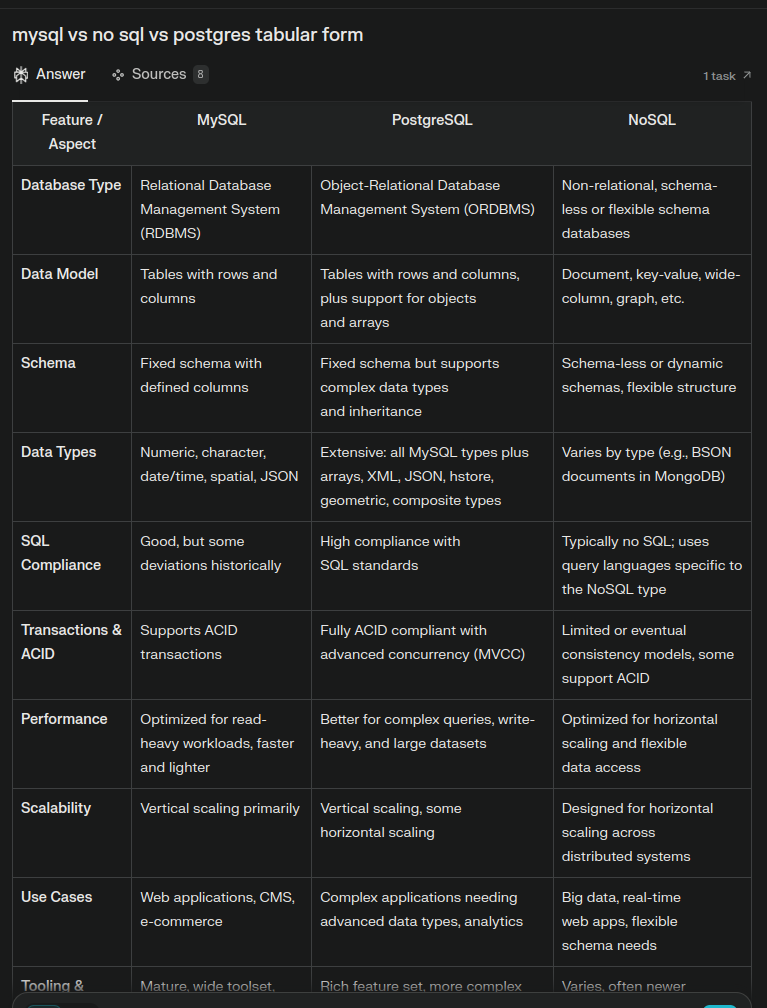 mysql vs no sql vs postgres tabular form
Answer
Sources 8
1 task
Feature /
Aspect
MySQL
PostgreSQL
NoSQL
Database Type
Relational Database
Management System
(RDBMS)
Object-Relational Database
Management System (ORDBMS)
Non-relational, schema-
less or flexible schema
databases
Data Model
Tables with rows and
columns
Tables with rows and columns,
plus support for objects
and arrays
Document, key-value, wide-
column, graph, etc.
Schema
Fixed schema with
defined columns
Fixed schema but supports
complex data types
and inheritance
Schema-less or dynamic
schemas, flexible structure
Data Types
Numeric, character,
date/time, spatial, JSON
Extensive: all MySQL types plus
arrays, XML, JSON, hstore,
geometric, composite types
Varies by type (e.g., BSON
documents in MongoDB)
SQL
Compliance
Good, but some
deviations historically
High compliance with
SQL standards
Typically no SQL; uses
query languages specific to
the NoSQL type
Transactions &
ACID
Supports ACID
transactions
Fully ACID compliant with
advanced concurrency (MVCC)
Limited or eventual
consistency models, some
support ACID
Performance
Optimized for read-
heavy workloads, faster
and lighter
Better for complex queries, write-
heavy, and large datasets
Optimized for horizontal
scaling and flexible
data access
Scalability
Vertical scaling primarily
Vertical scaling, some
horizontal scaling
Designed for horizontal
scaling across
distributed systems
Use Cases
Web applications, CMS,
e-commerce
Complex applications needing
advanced data types, analytics
Big data, real-time
web apps, flexible
schema needs
Tooling &
Mature, wide toolset,
Rich feature set, more complex
Varies, often newer